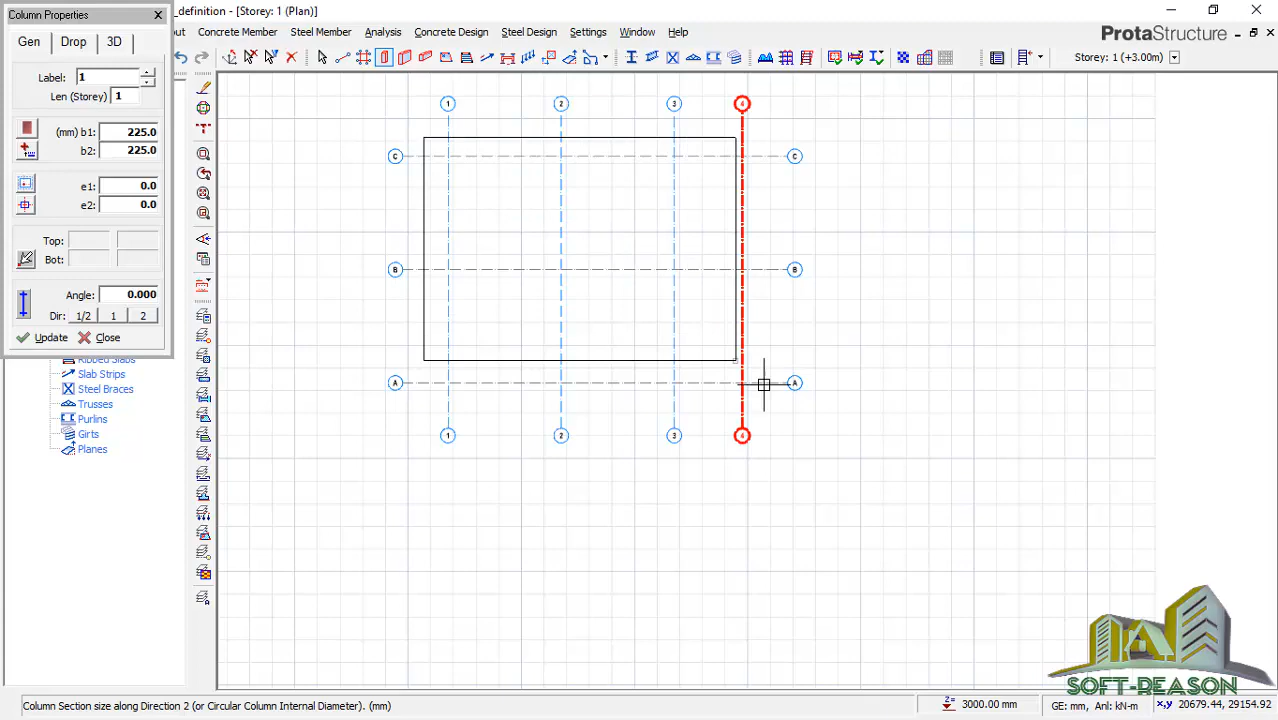 Column Properties
_definition - [Storey: 1 (Plan)]
out Concrete Member Steel Member Analysis Concrete Design Steel Design Settings Window Help
ProtaStructure
Gen Drop 3D
Storey: 1 (+3.00m)
Label: 1
Len (Storey) 1
(mm) b1: 225.0
b2: 225.0
e1: 0.0
e2: 0.0
Top:
Bot:
Angle: 0.000
Dir: 1/2 1 2
Update Close
Ribbed Slabs
Slab Strips
Steel Braces
Trusses
Purlins
Girts
Planes
1 2 3 4
C C
B B
A A
1 2 3 4
SOFT-REASON
Column Section size along Direction 2 (or Circular Column Internal Diameter). (mm)
Z= 3000.00 mm
GE: mm, Anl: kN-m
x,y 20679.44, 29154.92